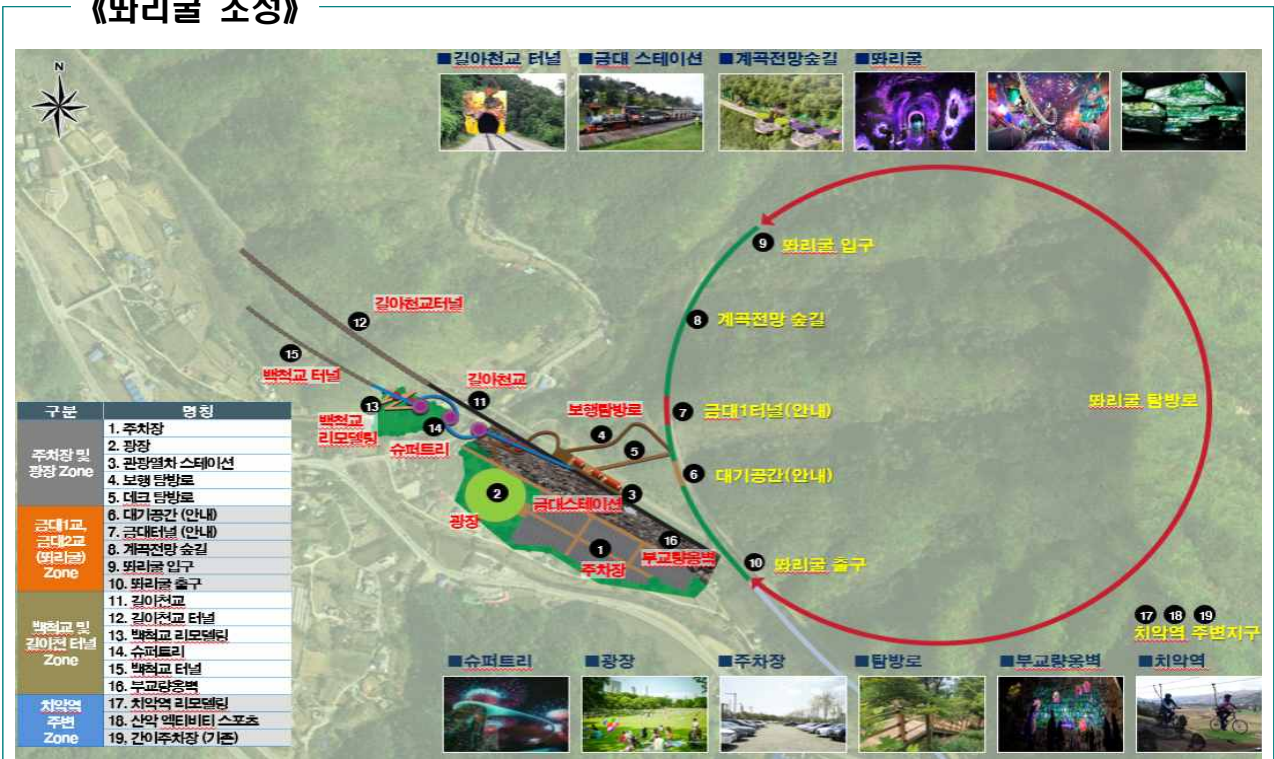 《똬리굴 조성》
N
■길아천교 터널 ■금대 스테이션 ■계곡전망숲길 ■똬리굴
9 똬리굴 입구
8 계곡전망 숲길
12 길아천교터널
15 백척교 터널
11 길아천교
13 백척교 리모델링
14 슈퍼트리
보행탐방로
4
5
7 금대1터널(안내)
똬리굴 탐방로
6 대기공간(안내)
2 광장
금대스테이션 3
1 주차장
16 부교량옹벽
10 똬리굴 출구
17 18 19
치악역 주변지구
구분 명칭
주차장 및 광장 Zone
1. 주차장
2. 광장
3. 관광열차 스테이션
4. 보행 탐방로
5. 데크 탐방로
금대1교, 금대2교 (똬리굴) Zone
6. 대기공간 (안내)
7. 금대터널 (안내)
8. 계곡전망 숲길
9. 똬리굴 입구
10. 똬리굴 출구
백척교 및 길아천 터널 Zone
11. 길아천교
12. 길아천교 터널
13. 백척교 리모델링
14. 슈퍼트리
15. 백척교 터널
16. 부교량옹벽
치악역 주변 Zone
17. 치악역 리모델링
18. 산악 액티비티 스포츠
19, 간이주차장 (기존)
■슈퍼트리 ■광장 ■주차장 ■탐방로 ■부교량옹벽 ■치악역